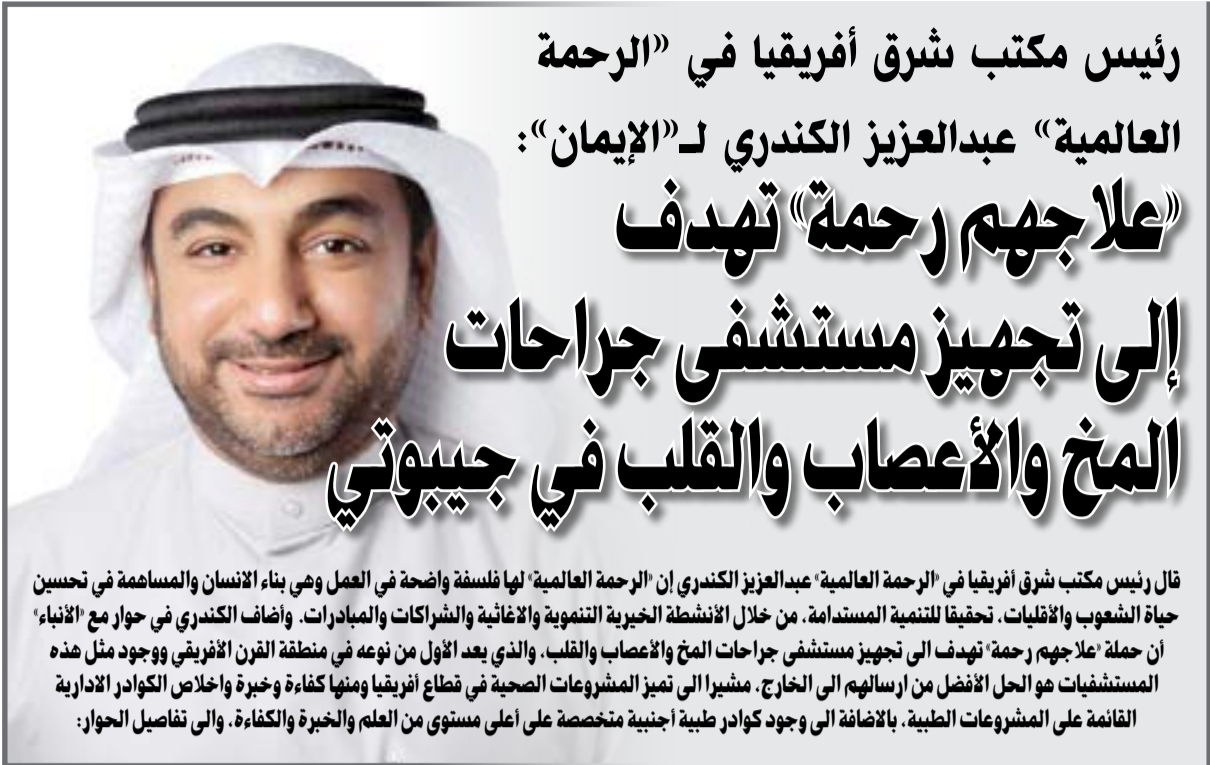 رئيس مكتب شرق أفريقيا في «الرحمة
العالمية» عبدالعزيز الكندري لـ«الإيمان»:
«علاجهم رحمة» تهدف
إلى تجهيز مستشفى جراحات
المخ والأعصاب والقلب في جيبوتي
قال رئيس مكتب شرق أفريقيا في «الرحمة العالمية» عبدالعزيز الكندري إن «الرحمة العالمية» لها فلسفة واضحة في العمل وهي بناء الانسان والمساهمة في تحسين
حياة الشعوب والأقليات، تحقيقا للتنمية المستدامة، من خلال الأنشطة الخيرية التنموية والاغاثية والشراكات والمبادرات. وأضاف الكندري في حوار مع «الأنباء»
أن حملة «علاجهم رحمة» تهدف الى تجهيز مستشفى جراحات المخ والأعصاب والقلب، والذي يعد الأول من نوعه في منطقة القرن الأفريقي ووجود مثل هذه
المستشفيات هو الحل الأفضل من ارسالهم الى الخارج، مشيرا الى تميز المشروعات الصحية في قطاع أفريقيا ومنها كفاءة وخبرة واخلاص الكوادر الادارية
القائمة على المشروعات الطبية، بالاضافة الى وجود كوادر طبية أجنبية متخصصة على أعلى مستوى من العلم والخبرة والكفاءة، والى تفاصيل الحوار: